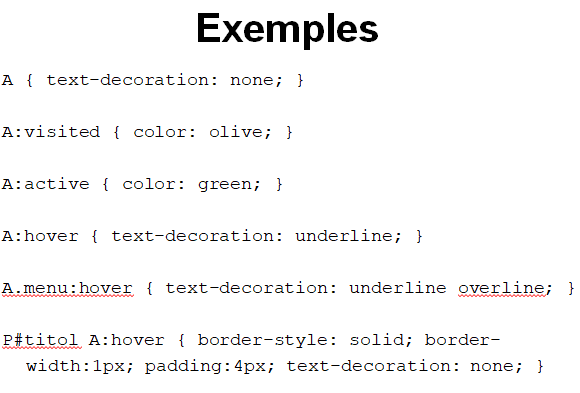 Exemples
A { text-decoration: none; }
A:visited { color: olive; }
A:active { color: green; }
A:hover { text-decoration: underline; }
A.menu:hover { text-decoration: underline overline; }
P#titol A:hover { border-style: solid; border-
width:1px; padding:4px; text-decoration: none; }